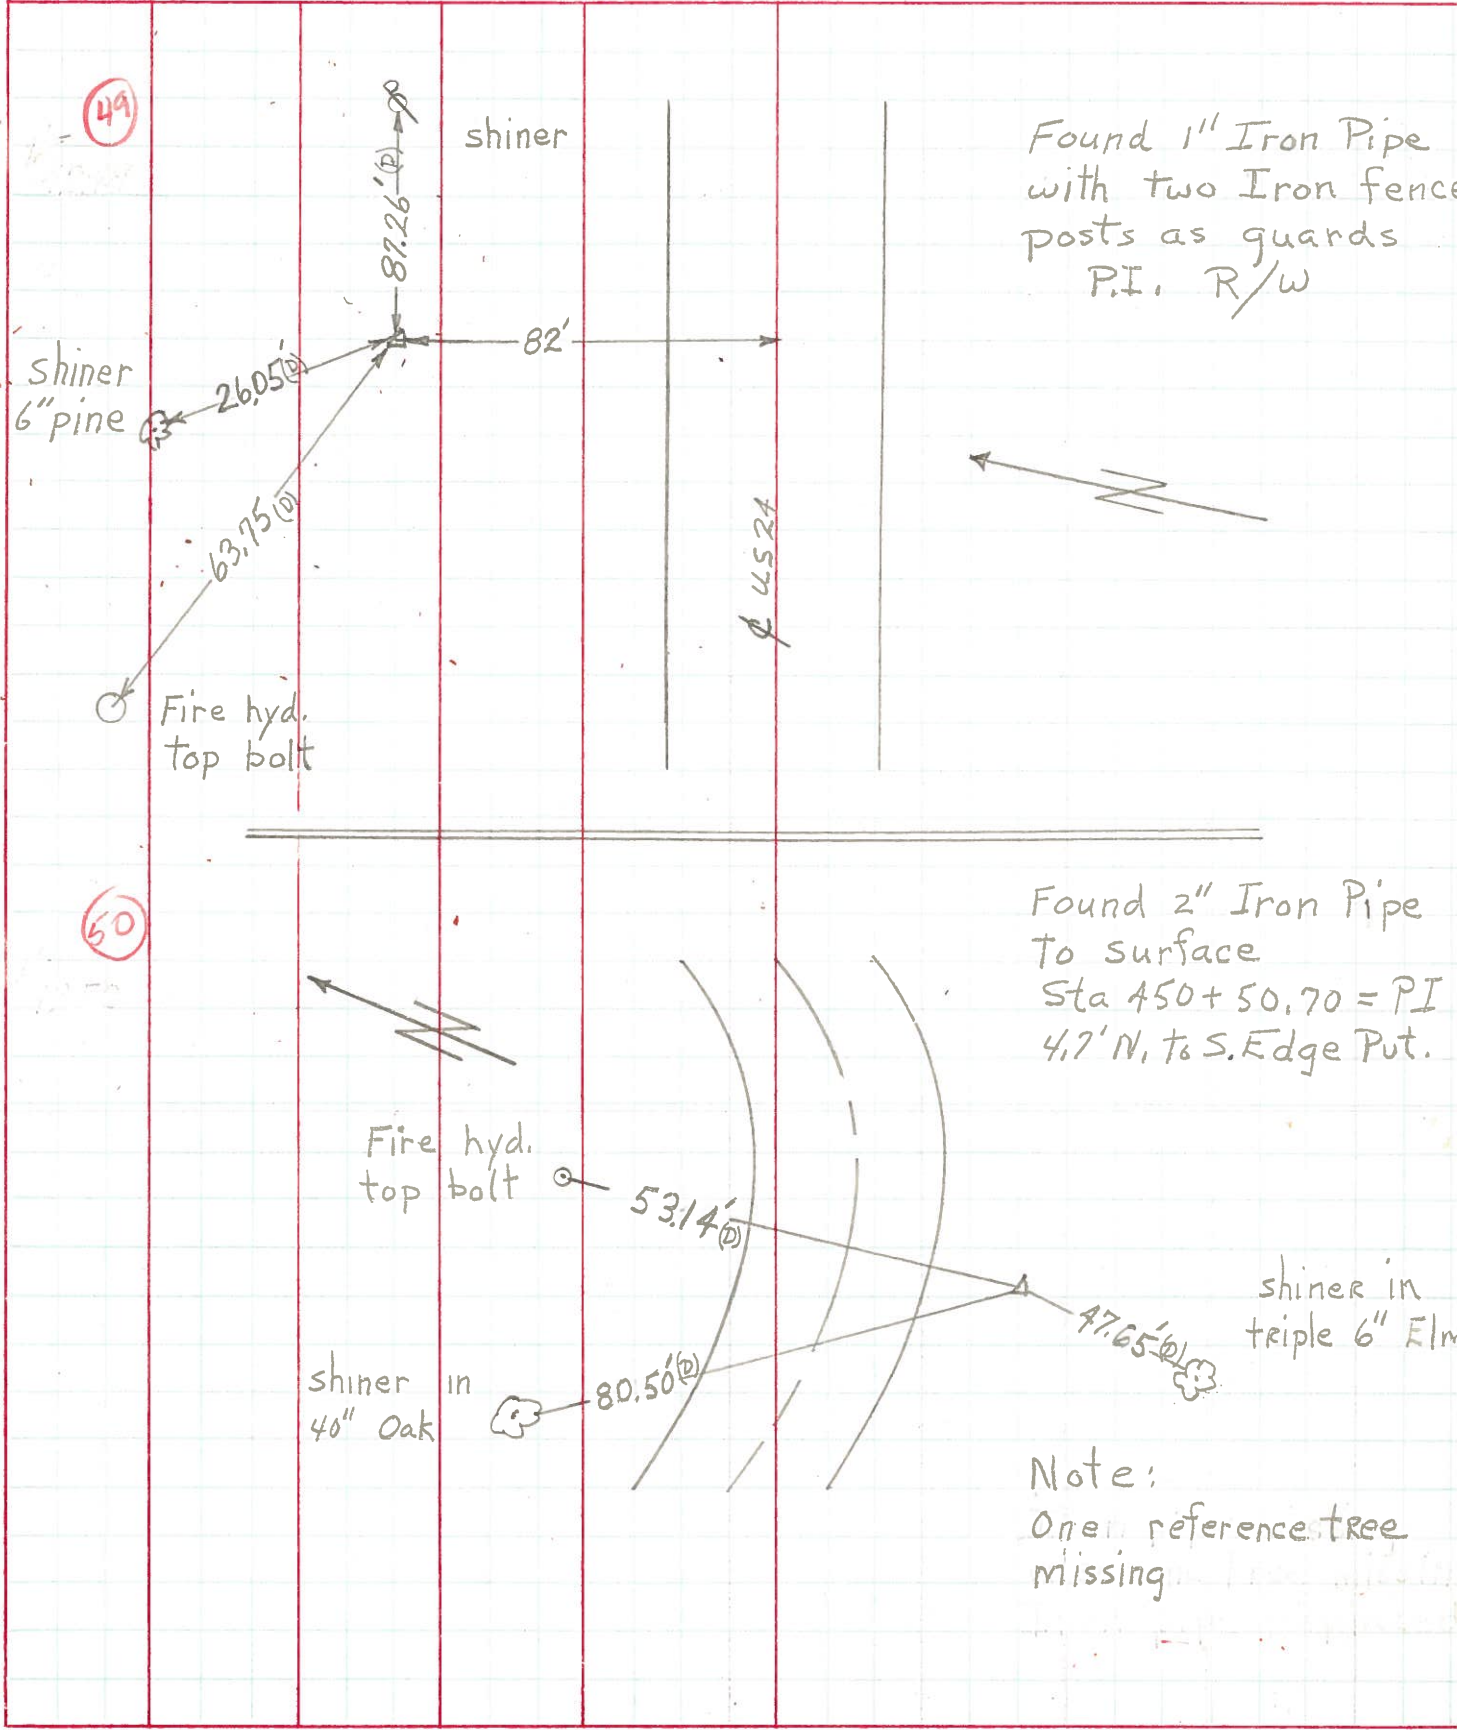 49
shiner
Found 1" Iron Pipe
with two Iron fence
posts as guards
P.I. R/W
87.26'(D)
82'
shiner
6" pine
26.05'(D)
63.75(D)
℄ US 24
Fire hyd.
top bolt
50
Found 2" Iron Pipe
to surface
Sta 450+50.70 = PI
4.7' N. to S. Edge Put.
Fire hyd.
top bolt
53.14'(D)
shiner in
triple 6" Elm
47.65'(D)
shiner in
40" Oak
80.50'(D)
Note:
One reference tree
missing